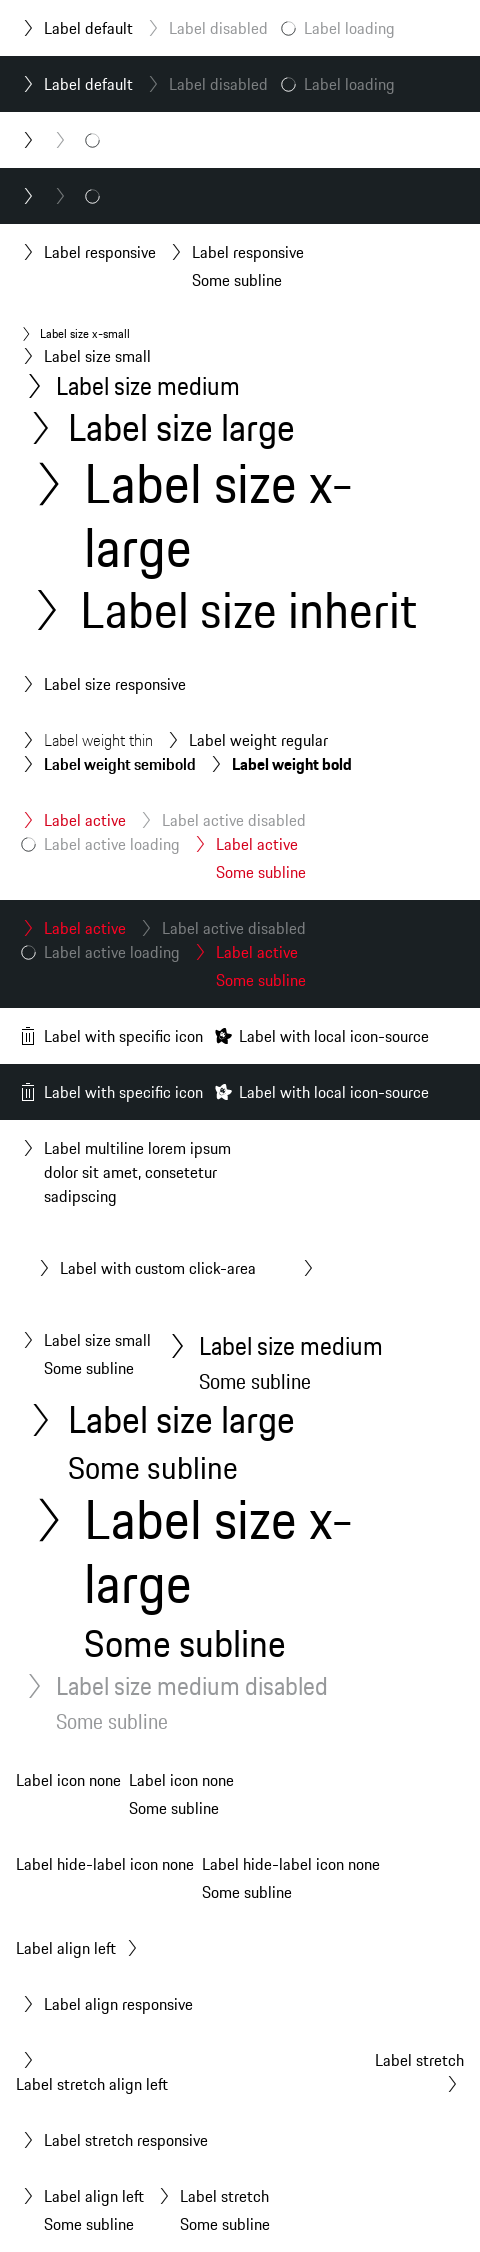 Label default Label disabled Label loading
Label default Label disabled Label loading
Label responsive Label responsive
Some subline
Label size x-small
Label size small
Label size medium
Label size large
Label size x-
large
Label size inherit
Label size responsive
Label weight thin Label weight regular
Label weight semibold Label weight bold
Label active Label active disabled
Label active loading Label active
Some subline
Label active Label active disabled
Label active loading Label active
Some subline
Label with specific icon Label with local icon-source
Label with specific icon Label with local icon-source
Label multiline lorem ipsum
dolor sit amet, consetetur
sadipscing
Label with custom click-area
Label size small Label size medium
Some subline Some subline
Label size large
Some subline
Label size x-
large
Some subline
Label size medium disabled
Some subline
Label icon none Label icon none
Some subline
Label hide-label icon none Label hide-label icon none
Some subline
Label align left
Label align responsive
Label stretch
Label stretch align left
Label stretch responsive
Label align left Label stretch
Some subline Some subline